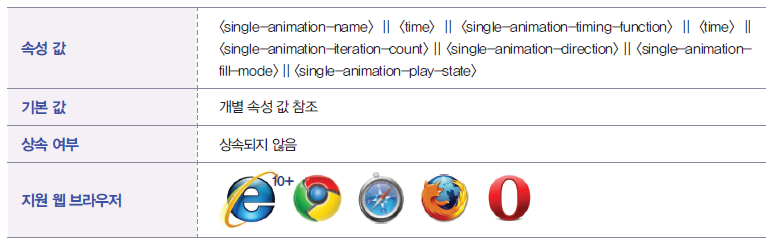 속성 값
〈single-animation-name〉 || 〈time〉 || 〈single-animation-timing-function〉 || 〈time〉 ||
〈single-animation-iteration-count〉 || 〈single-animation-direction〉 || 〈single-animation-
fill-mode〉 || 〈single-animation-play-state〉
기본 값
개별 속성 값 참조
상속 여부
상속되지 않음
지원 웹 브라우저
10+